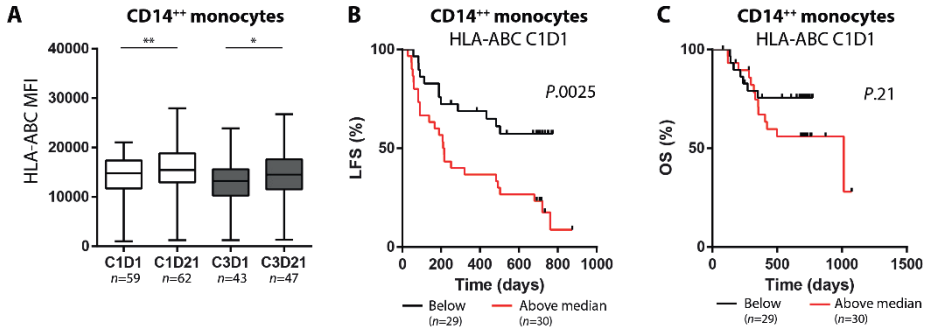 A
CD14++ monocytes
HLA-ABC MFI
40000
30000
20000
10000
0
**
*
C1D1
C1D21
C3D1
C3D21
n=59
n=62
n=43
n=47
B
CD14++ monocytes
HLA-ABC C1D1
P.0025
LFS (%)
100
50
0
0 200 400 600 800 1000
Time (days)
Below
(n=29)
Above median
(n=30)
C
CD14++ monocytes
HLA-ABC C1D1
P.21
OS (%)
100
50
0
0 500 1000 1500
Time (days)
Below
(n=29)
Above median
(n=30)